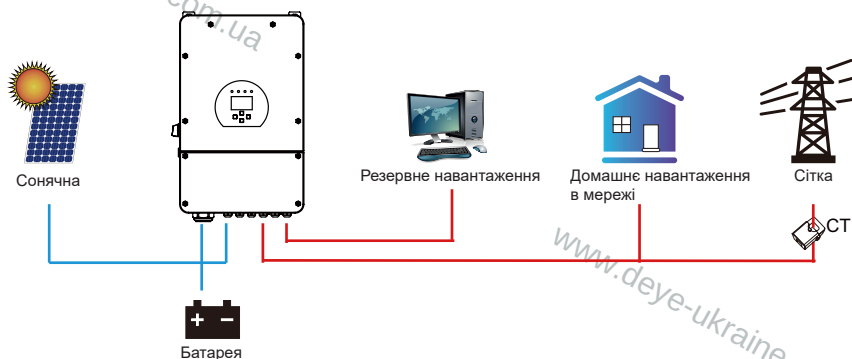 com.ua
Сонячна
Резервне навантаження
Домашнє навантаження
в мережі
Сітка
CT
www.deye-ukraine
Батарея